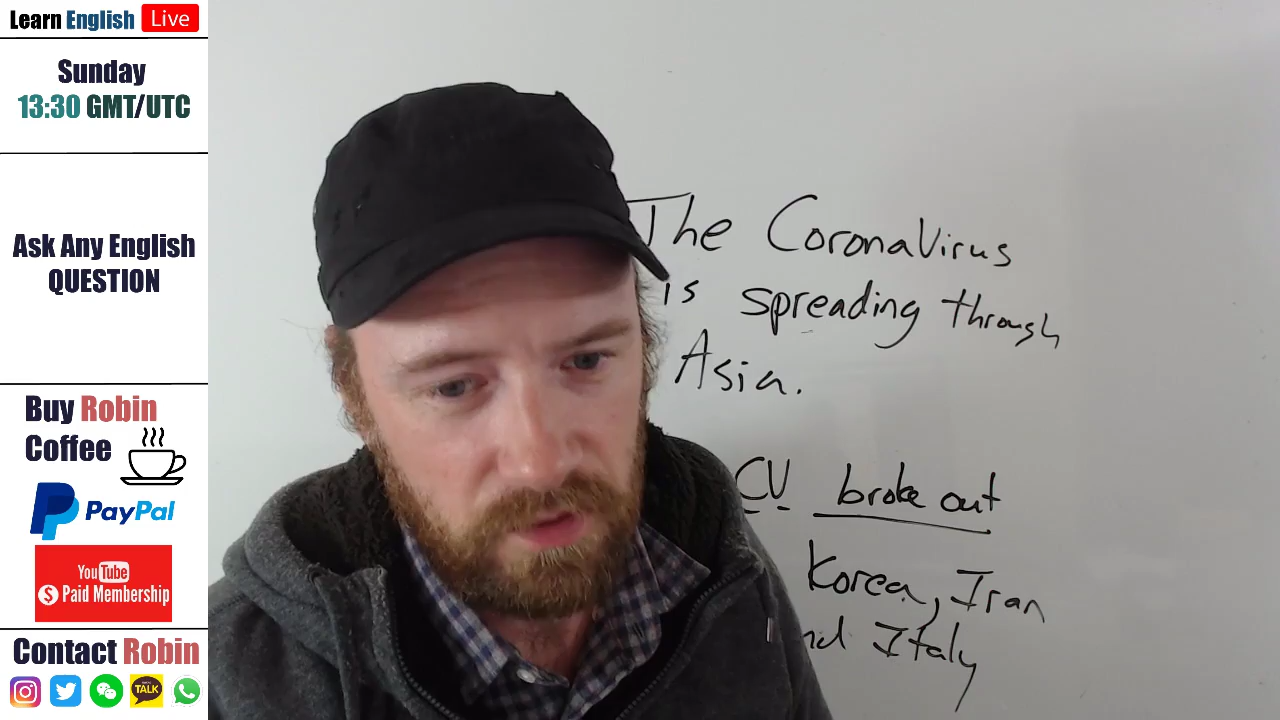 Learn English Live
Sunday
13:30 GMT/UTC
Ask Any English
QUESTION
Buy Robin
Coffee
PayPal
YouTube
$ Paid Membership
Contact Robin
TALK
The CoronaVirus
is spreading through
Asia.
CV broke out
Korea, Iran
Italy